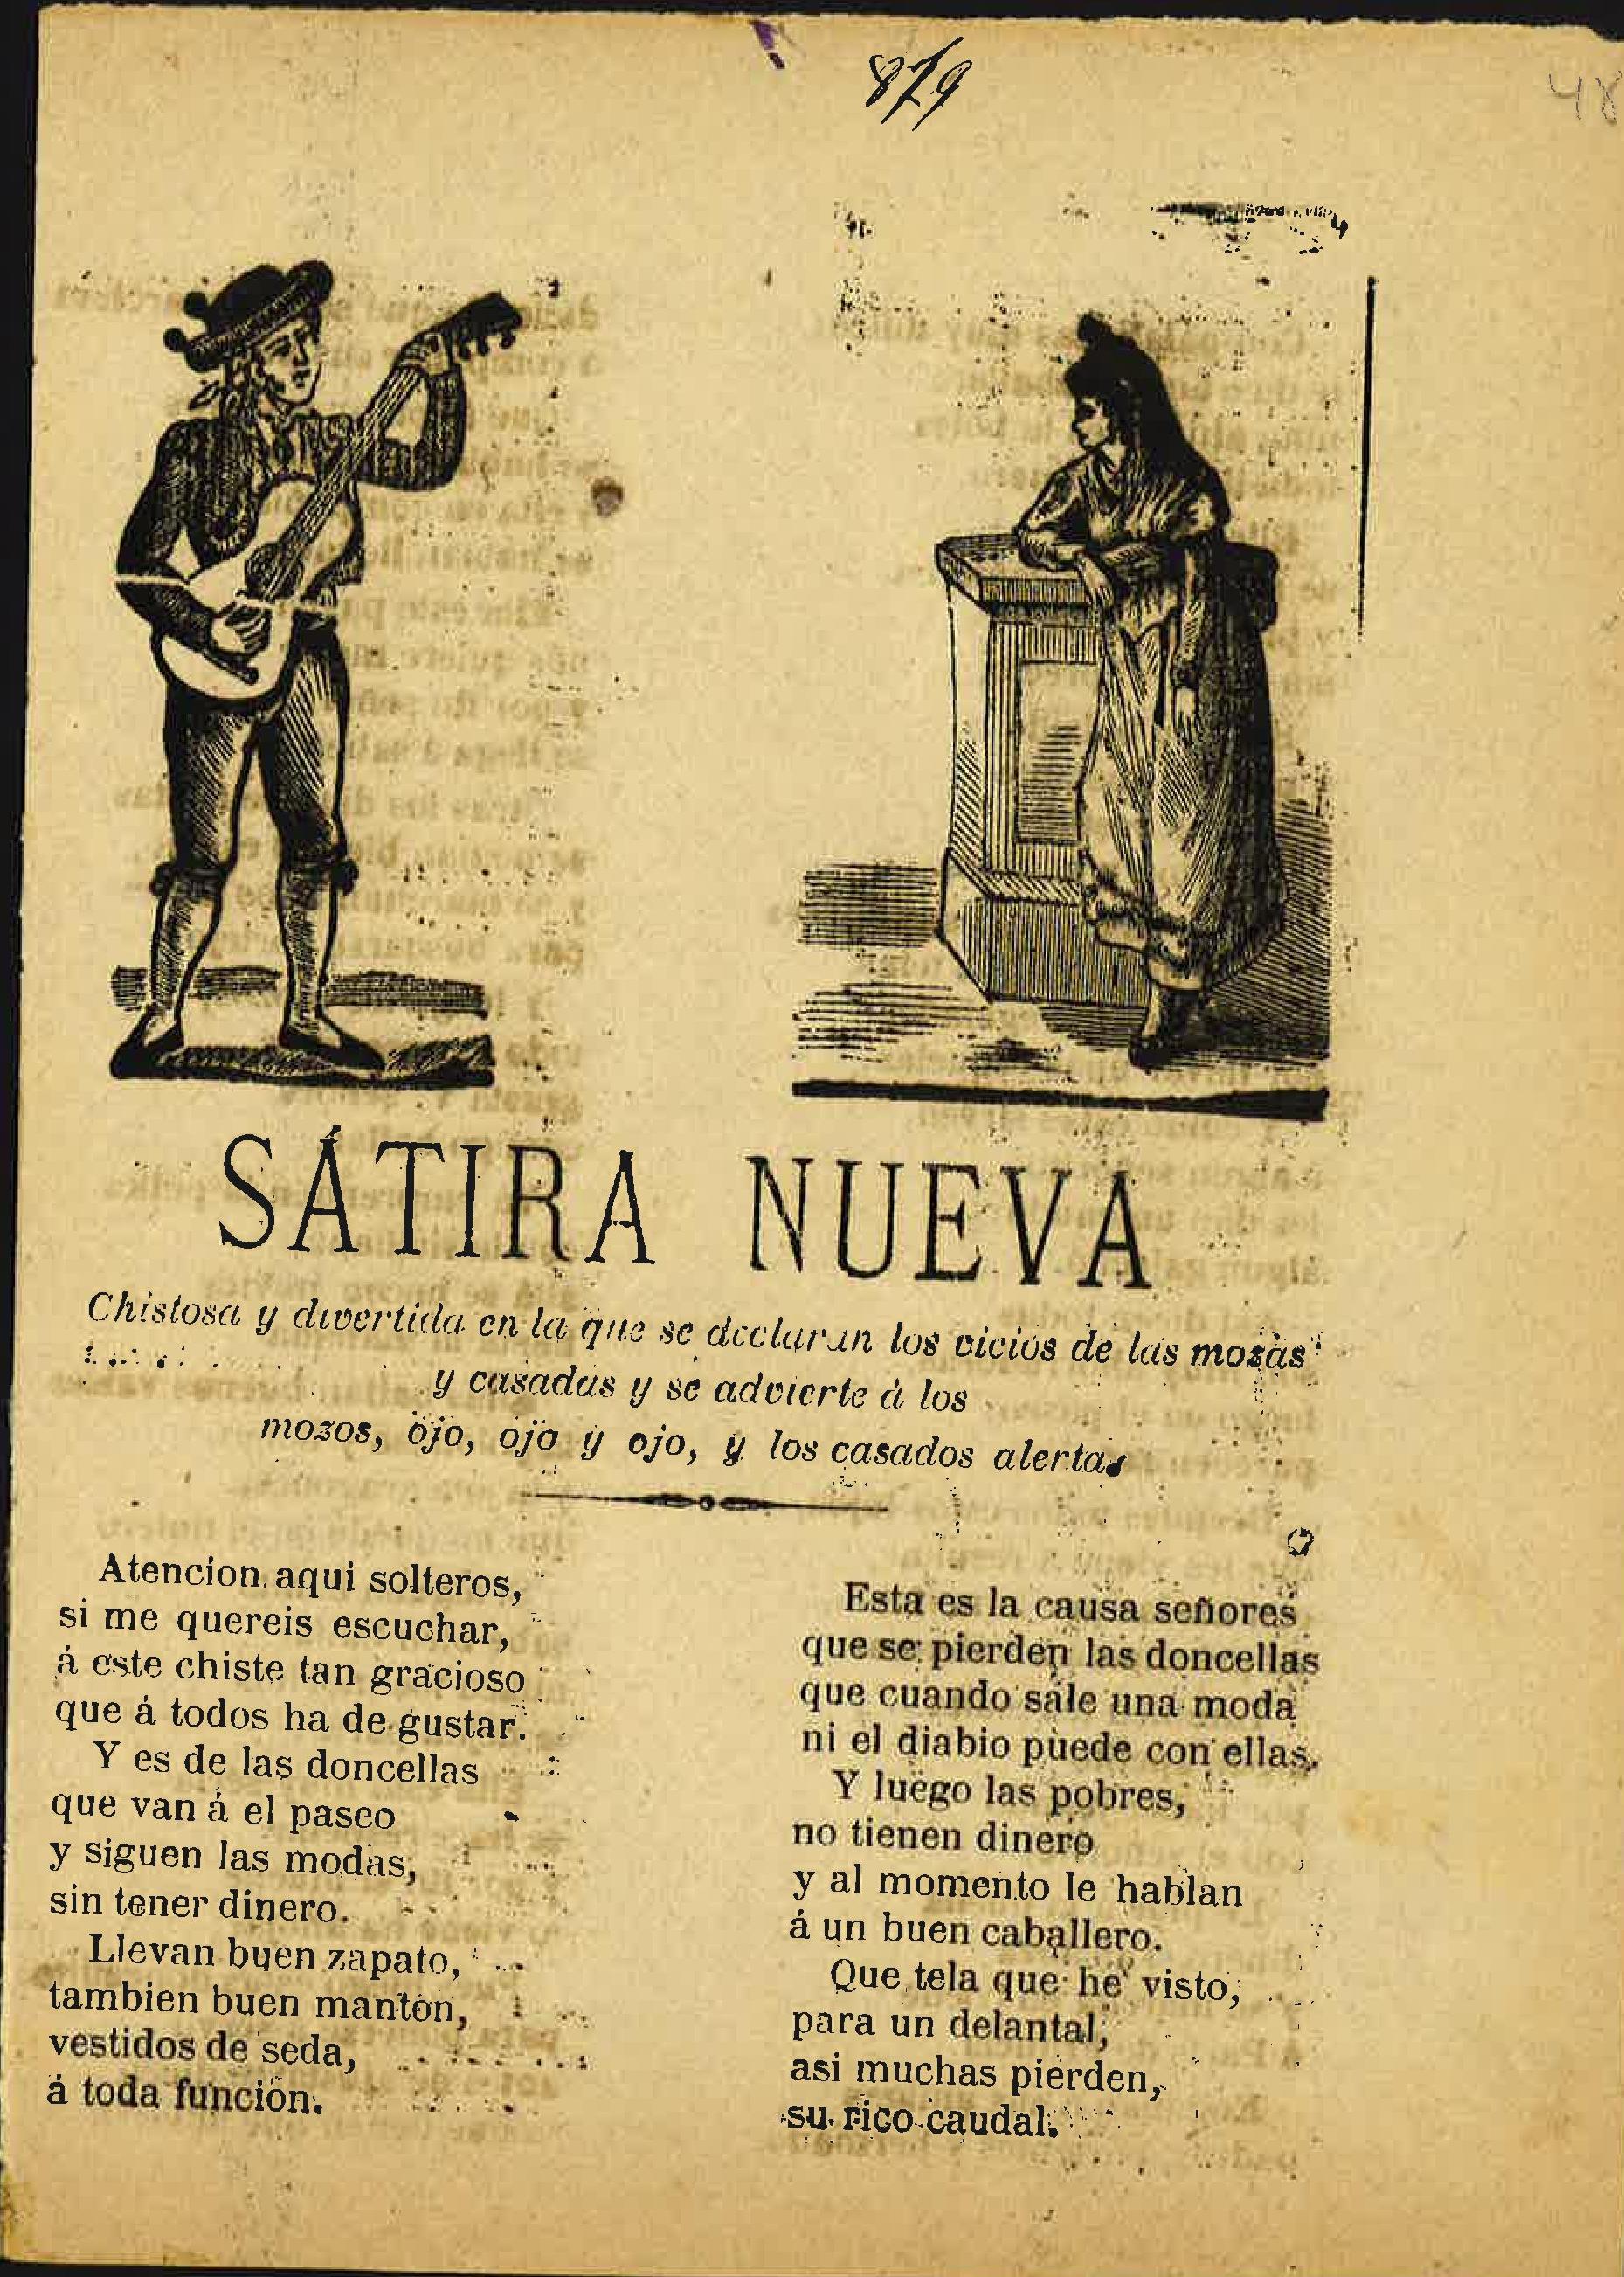 879
48
SÁTIRA NUEVA
Chistosa y divertida en la que se declaran los vicios de las mozas
y casadas y se advierte á los
mozos, ojo, ojo y ojo, y los casados alertas
Atencion aqui solteros,
si me quereis escuchar,
á este chiste tan gracioso
que á todos ha de gustar.
Y es de las doncellas
que van á el paseo
y siguen las modas,
sin tener dinero.
Llevan buen zapato,
tambien buen manton,
vestidos de seda,
á toda función.
Esta es la causa señores
que se pierden las doncellas
que cuando sale una moda
ni el diabio puede con ellas.
Y luego las pobres,
no tienen dinero
y al momento le hablan
á un buen caballero.
Que tela que he visto,
para un delantal,
asi muchas pierden,
su rico caudal.